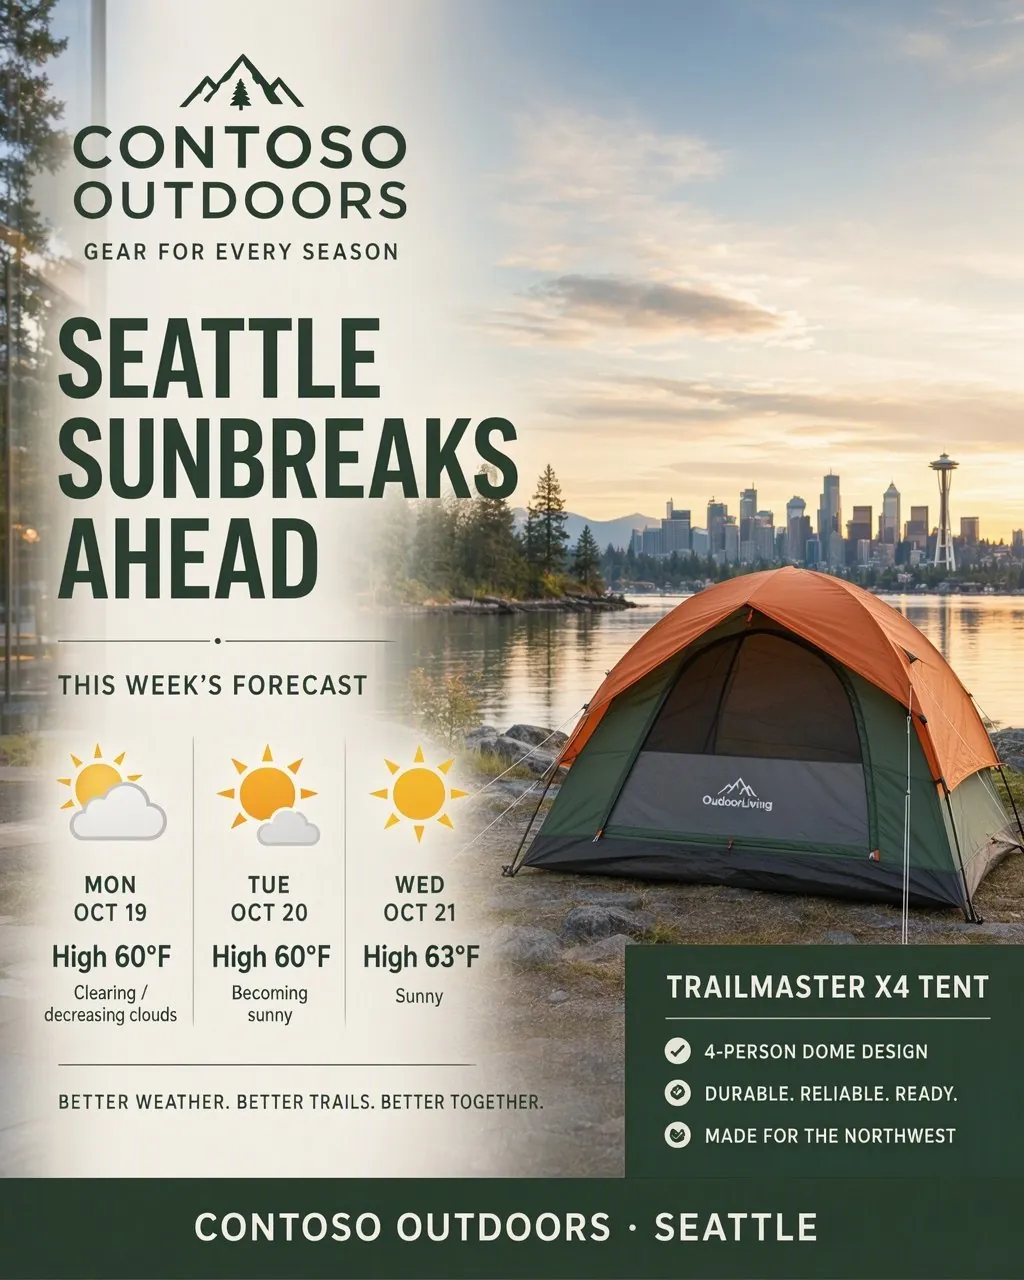 CONTOSO
OUTDOORS
GEAR FOR EVERY SEASON
SEATTLE
SUNBREAKS
AHEAD
THIS WEEK'S FORECAST
MON
OCT 19
High 60°F
Clearing /
decreasing clouds
TUE
OCT 20
High 60°F
Becoming
sunny
WED
OCT 21
High 63°F
Sunny
BETTER WEATHER. BETTER TRAILS. BETTER TOGETHER.
OutdoorLiving
TRAILMASTER X4 TENT
4-PERSON DOME DESIGN
DURABLE. RELIABLE. READY.
MADE FOR THE NORTHWEST
CONTOSO OUTDOORS · SEATTLE